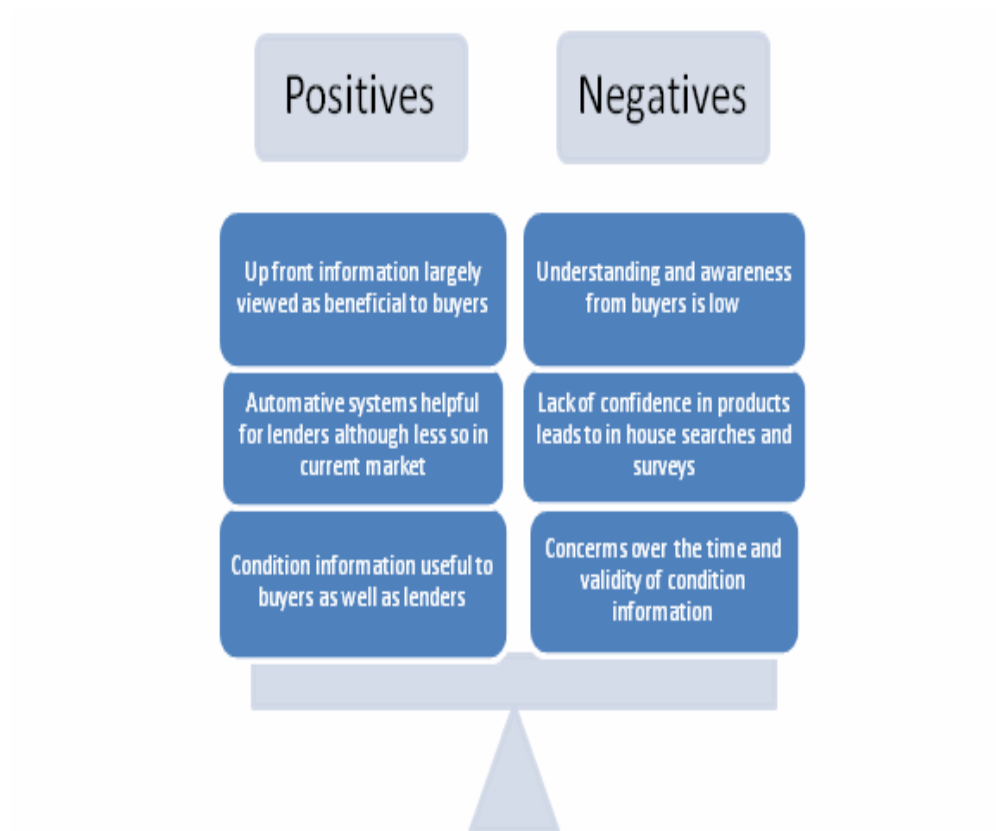 Positives
Negatives
Up front information largely
viewed as beneficial to buyers
Understanding and awareness
from buyers is low
Automative systems helpful
for lenders although less so in
current market
Lack of confidence in products
leads to in house searches and
surveys
Condition information useful to
buyers as well as lenders
Concerns over the time and
validity of condition
information